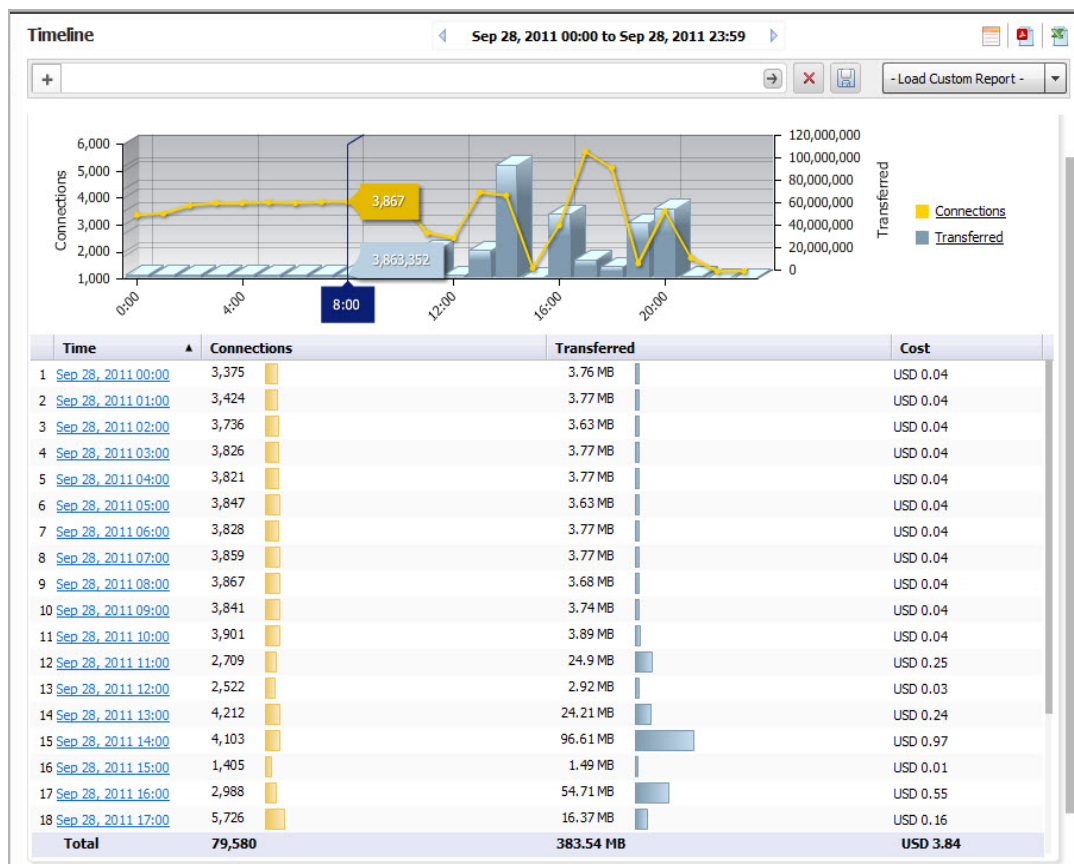 Timeline
Sep 28, 2011 00:00 to Sep 28, 2011 23:59
+
- Load Custom Report -
Connections
6,000
5,000
4,000
3,000
2,000
1,000
3,867
3,863,352
120,000,000
100,000,000
80,000,000
60,000,000
40,000,000
20,000,000
0
Transferred
Connections
Transferred
0:00
4:00
8:00
12:00
16:00
20:00
Time Connections Transferred Cost
1 Sep 28, 2011 00:00 3,375 3.76 MB USD 0.04
2 Sep 28, 2011 01:00 3,424 3.77 MB USD 0.04
3 Sep 28, 2011 02:00 3,736 3.63 MB USD 0.04
4 Sep 28, 2011 03:00 3,826 3.77 MB USD 0.04
5 Sep 28, 2011 04:00 3,821 3.77 MB USD 0.04
6 Sep 28, 2011 05:00 3,847 3.63 MB USD 0.04
7 Sep 28, 2011 06:00 3,828 3.77 MB USD 0.04
8 Sep 28, 2011 07:00 3,859 3.77 MB USD 0.04
9 Sep 28, 2011 08:00 3,867 3.68 MB USD 0.04
10 Sep 28, 2011 09:00 3,841 3.74 MB USD 0.04
11 Sep 28, 2011 10:00 3,901 3.89 MB USD 0.04
12 Sep 28, 2011 11:00 2,709 24.9 MB USD 0.25
13 Sep 28, 2011 12:00 2,522 2.92 MB USD 0.03
14 Sep 28, 2011 13:00 4,212 24.21 MB USD 0.24
15 Sep 28, 2011 14:00 4,103 96.61 MB USD 0.97
16 Sep 28, 2011 15:00 1,405 1.49 MB USD 0.01
17 Sep 28, 2011 16:00 2,988 54.71 MB USD 0.55
18 Sep 28, 2011 17:00 5,726 16.37 MB USD 0.16
Total 79,580 383.54 MB USD 3.84